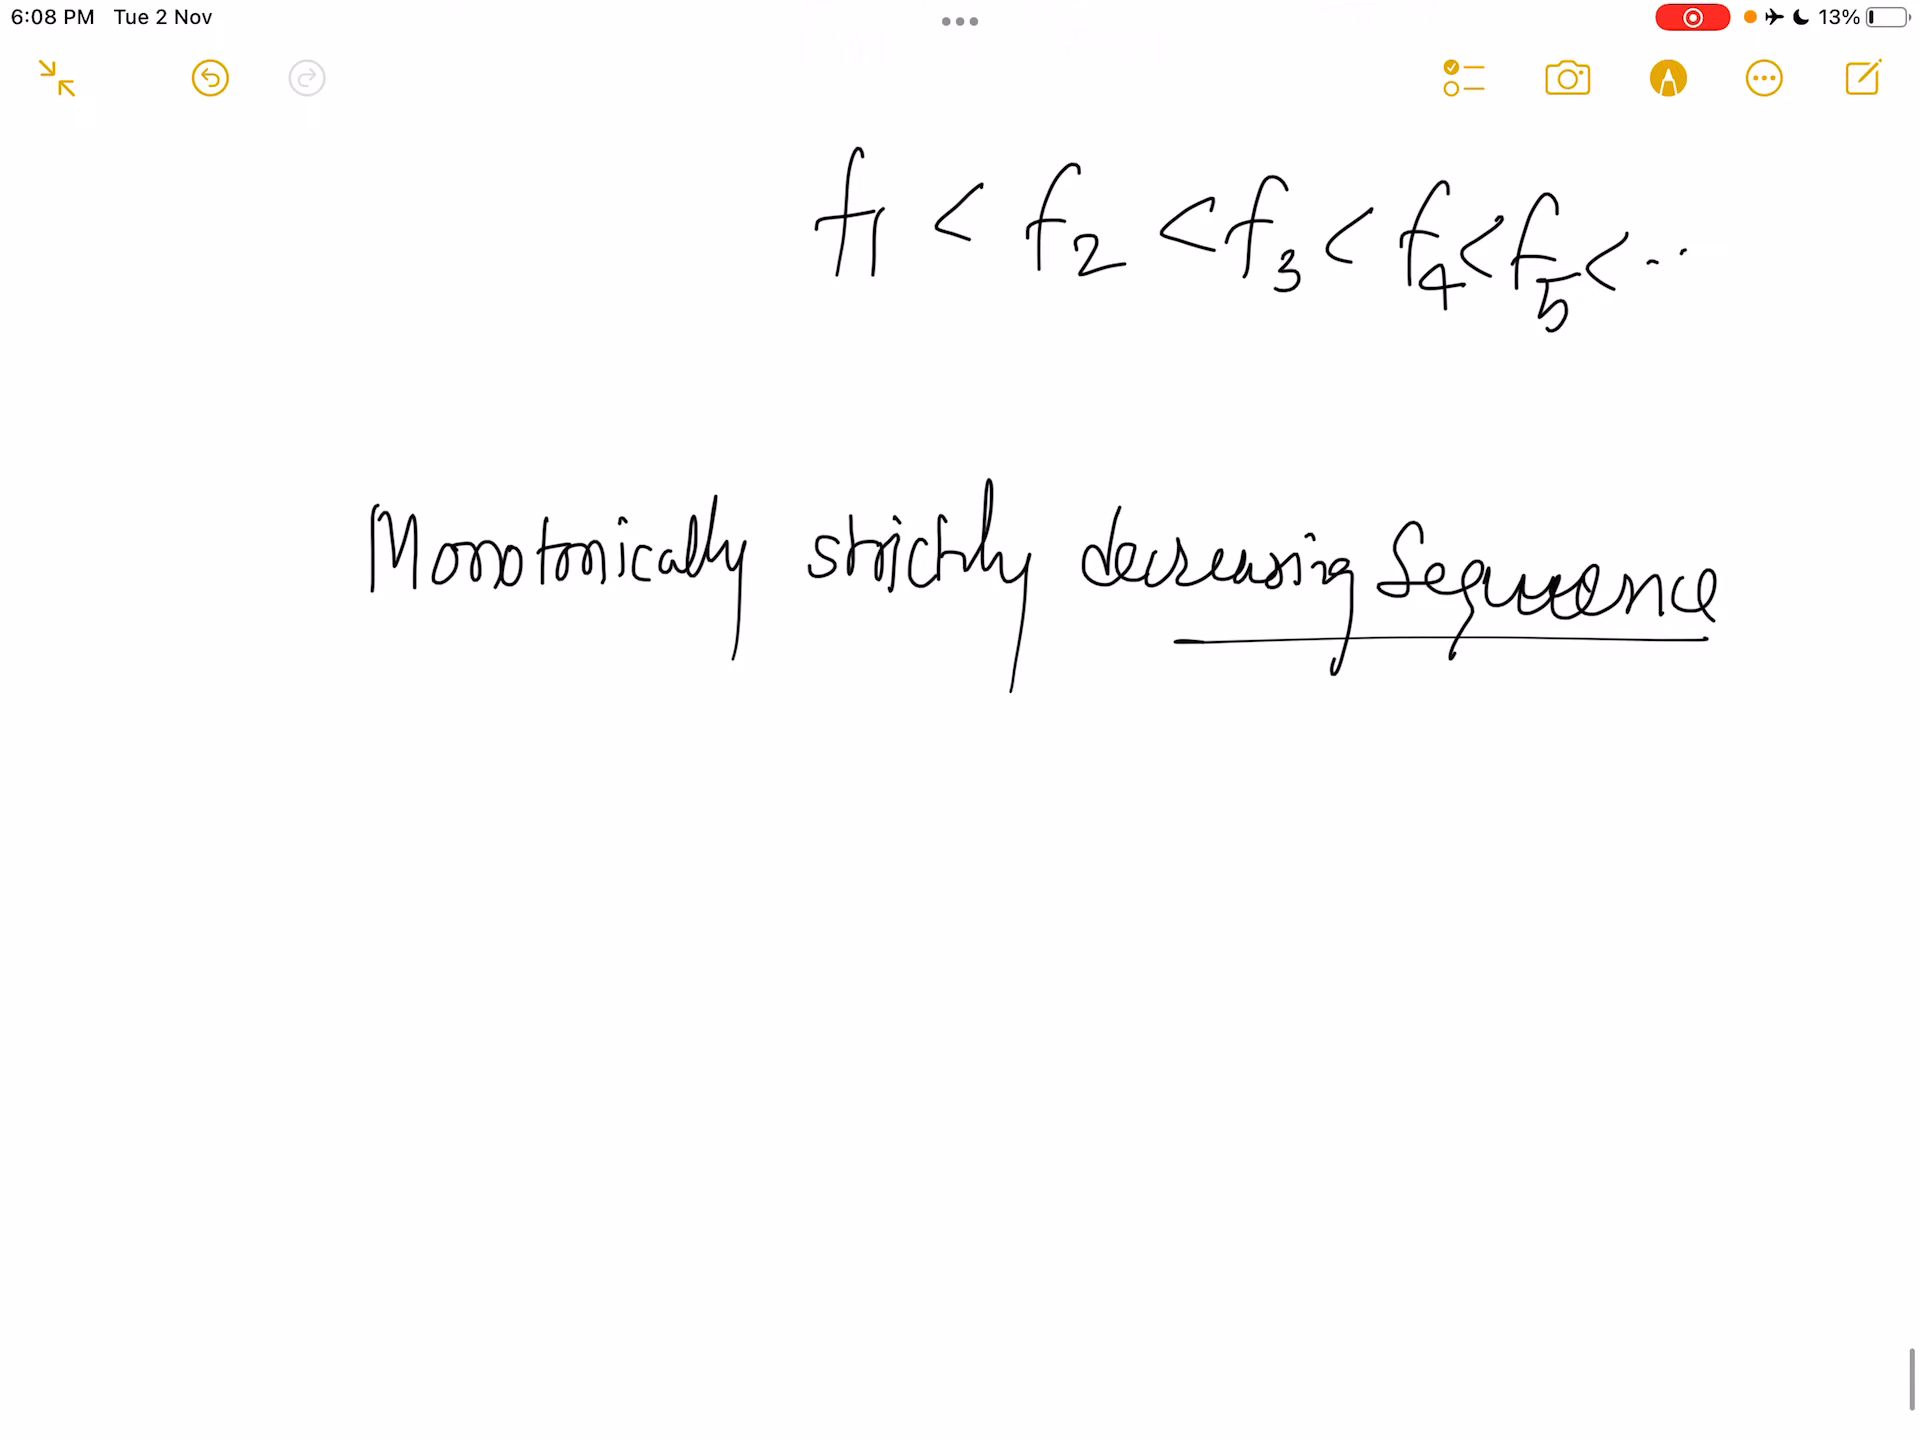 6:08 PM Tue 2 Nov 13%
f1 < f2 < f3 < f4 < f5 < ...
Monotonically strictly decreasing Sequence